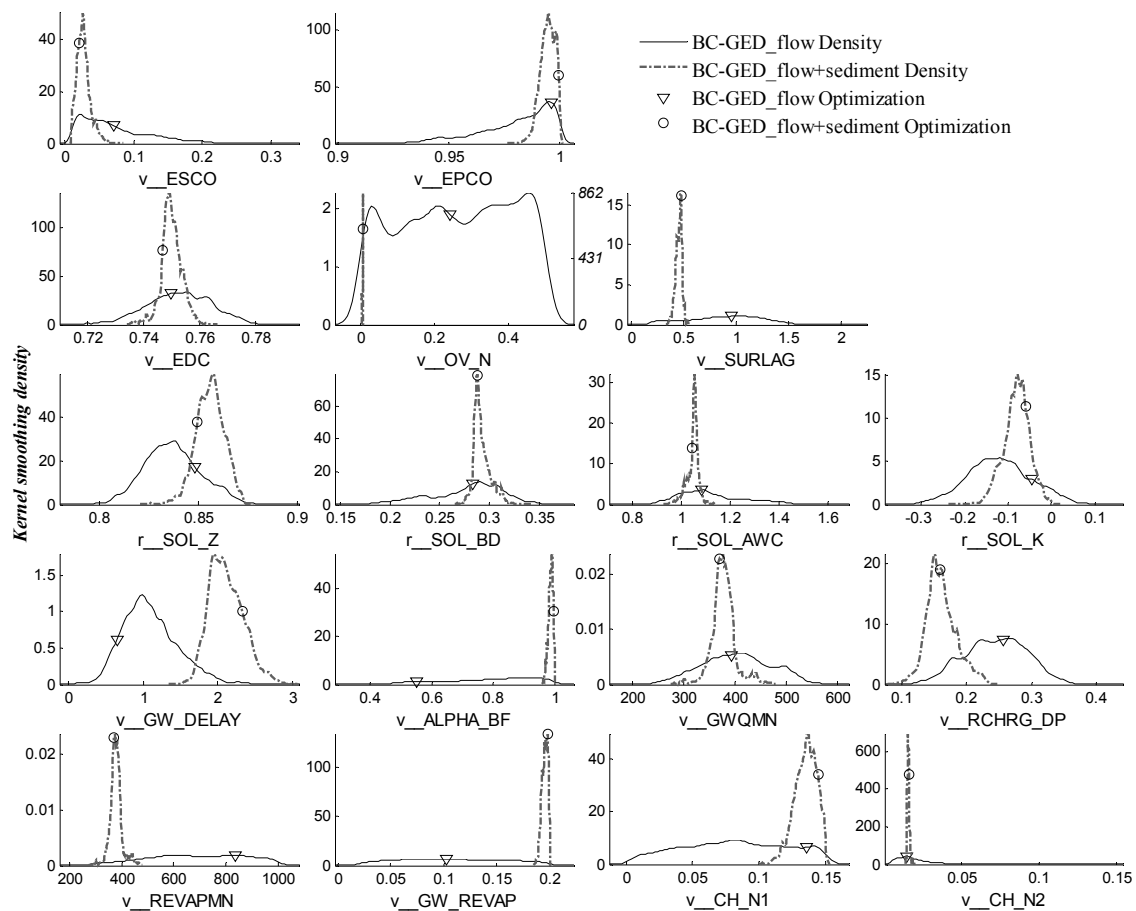 BC-GED_flow Density
BC-GED_flow+sediment Density
BC-GED_flow Optimization
BC-GED_flow+sediment Optimization
Kernel smoothing density
40
20
0
0 0.1 0.2 0.3
v__ESCO
100
50
0
0.9 0.95 1
v__EPCO
100
50
0
0.72 0.74 0.76 0.78
v__EDC
2
1
0
862
431
0
0 0.2 0.4
v__OV_N
15
10
5
0
0 0.5 1 1.5 2
v__SURLAG
40
20
0
0.8 0.85 0.9
r__SOL_Z
60
40
20
0
0.15 0.2 0.25 0.3 0.35
r__SOL_BD
30
20
10
0
0.8 1 1.2 1.4 1.6
r__SOL_AWC
15
10
5
0
-0.3 -0.2 -0.1 0 0.1
r__SOL_K
1.5
1
0.5
0
0 1 2 3
v__GW_DELAY
40
20
0
0.4 0.6 0.8 1
v__ALPHA_BF
0.02
0.01
0
200 300 400 500 600
v__GWQMN
20
10
0
0.1 0.2 0.3 0.4
v__RCHRG_DP
0.02
0.01
0
200 400 600 800 1000
v__REVAPMN
100
50
0
0 0.05 0.1 0.15 0.2
v__GW_REVAP
40
20
0
0 0.05 0.1 0.15
v__CH_N1
600
400
200
0
0 0.05 0.1 0.15
v__CH_N2